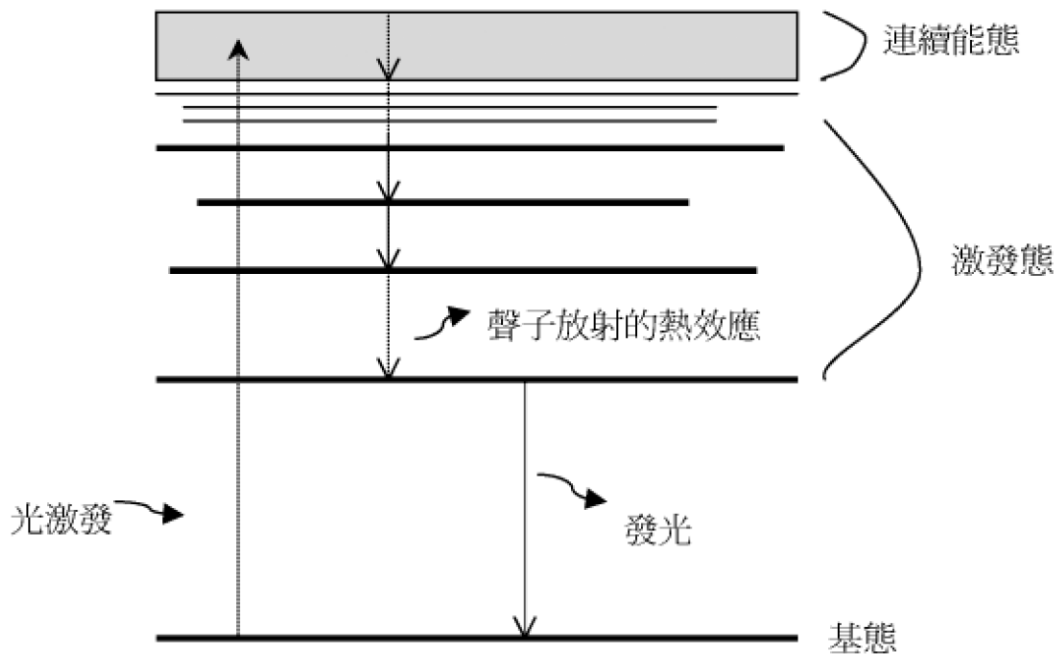 連續能態
激發態
聲子放射的熱效應
光激發
發光
基態